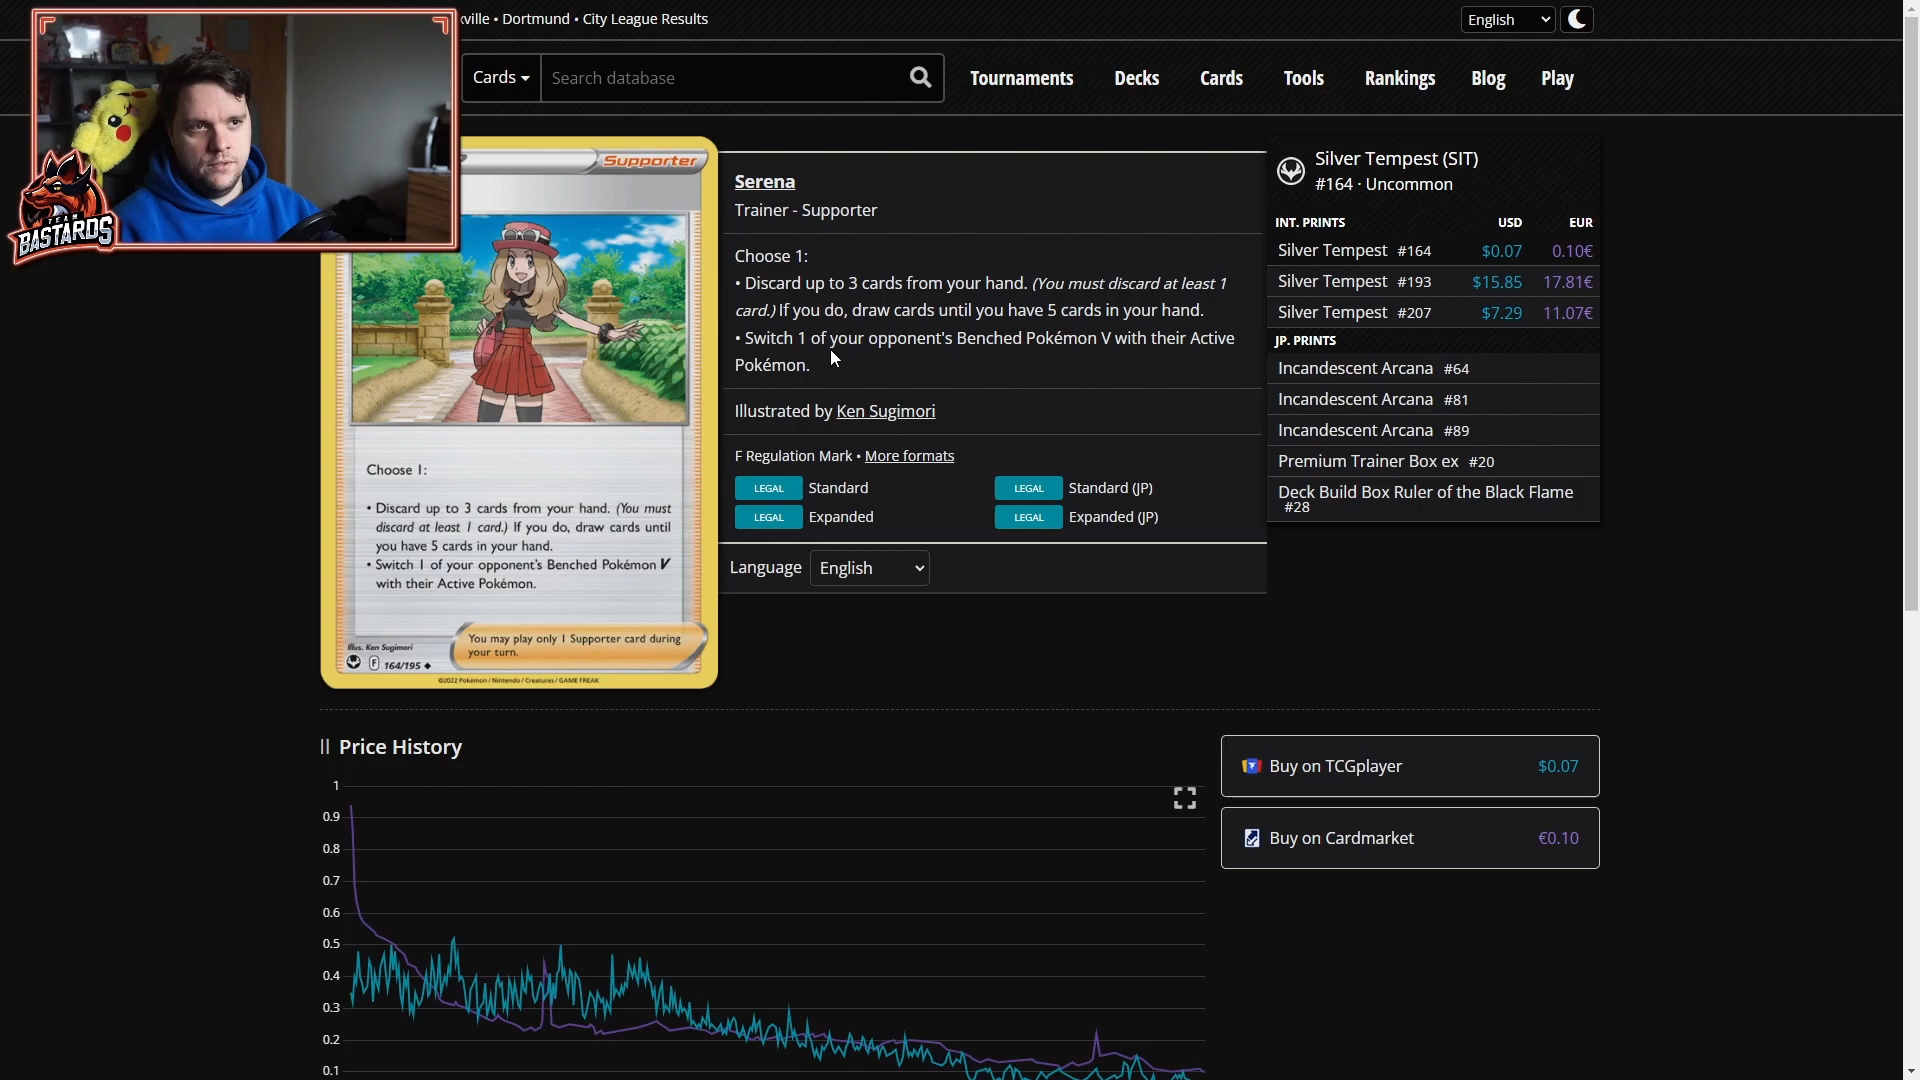 ville • Dortmund • City League Results
English
Cards
Search database
Tournaments
Decks
Cards
Tools
Rankings
Blog
Play
TEAM
BASTARDS
Supporter
Choose 1:
• Discard up to 3 cards from your hand. (You must
discard at least 1 card.) If you do, draw cards until
you have 5 cards in your hand.
• Switch 1 of your opponent's Benched Pokémon V
with their Active Pokémon.
Illus. Ken Sugimori
F 164/195
You may play only 1 Supporter card during
your turn.
©2022 Pokémon / Nintendo / Creatures / GAME FREAK
Serena
Trainer - Supporter
Choose 1:
• Discard up to 3 cards from your hand. (You must discard at least 1
card.) If you do, draw cards until you have 5 cards in your hand.
• Switch 1 of your opponent's Benched Pokémon V with their Active
Pokémon.
Illustrated by Ken Sugimori
F Regulation Mark • More formats
LEGAL Standard
LEGAL Standard (JP)
LEGAL Expanded
LEGAL Expanded (JP)
Language English
Silver Tempest (SIT)
#164 · Uncommon
INT. PRINTS USD EUR
Silver Tempest #164 $0.07 0.10€
Silver Tempest #193 $15.85 17.81€
Silver Tempest #207 $7.29 11.07€
JP. PRINTS
Incandescent Arcana #64
Incandescent Arcana #81
Incandescent Arcana #89
Premium Trainer Box ex #20
Deck Build Box Ruler of the Black Flame
#28
Price History
1
0.9
0.8
0.7
0.6
0.5
0.4
0.3
0.2
0.1
Buy on TCGplayer $0.07
Buy on Cardmarket €0.10